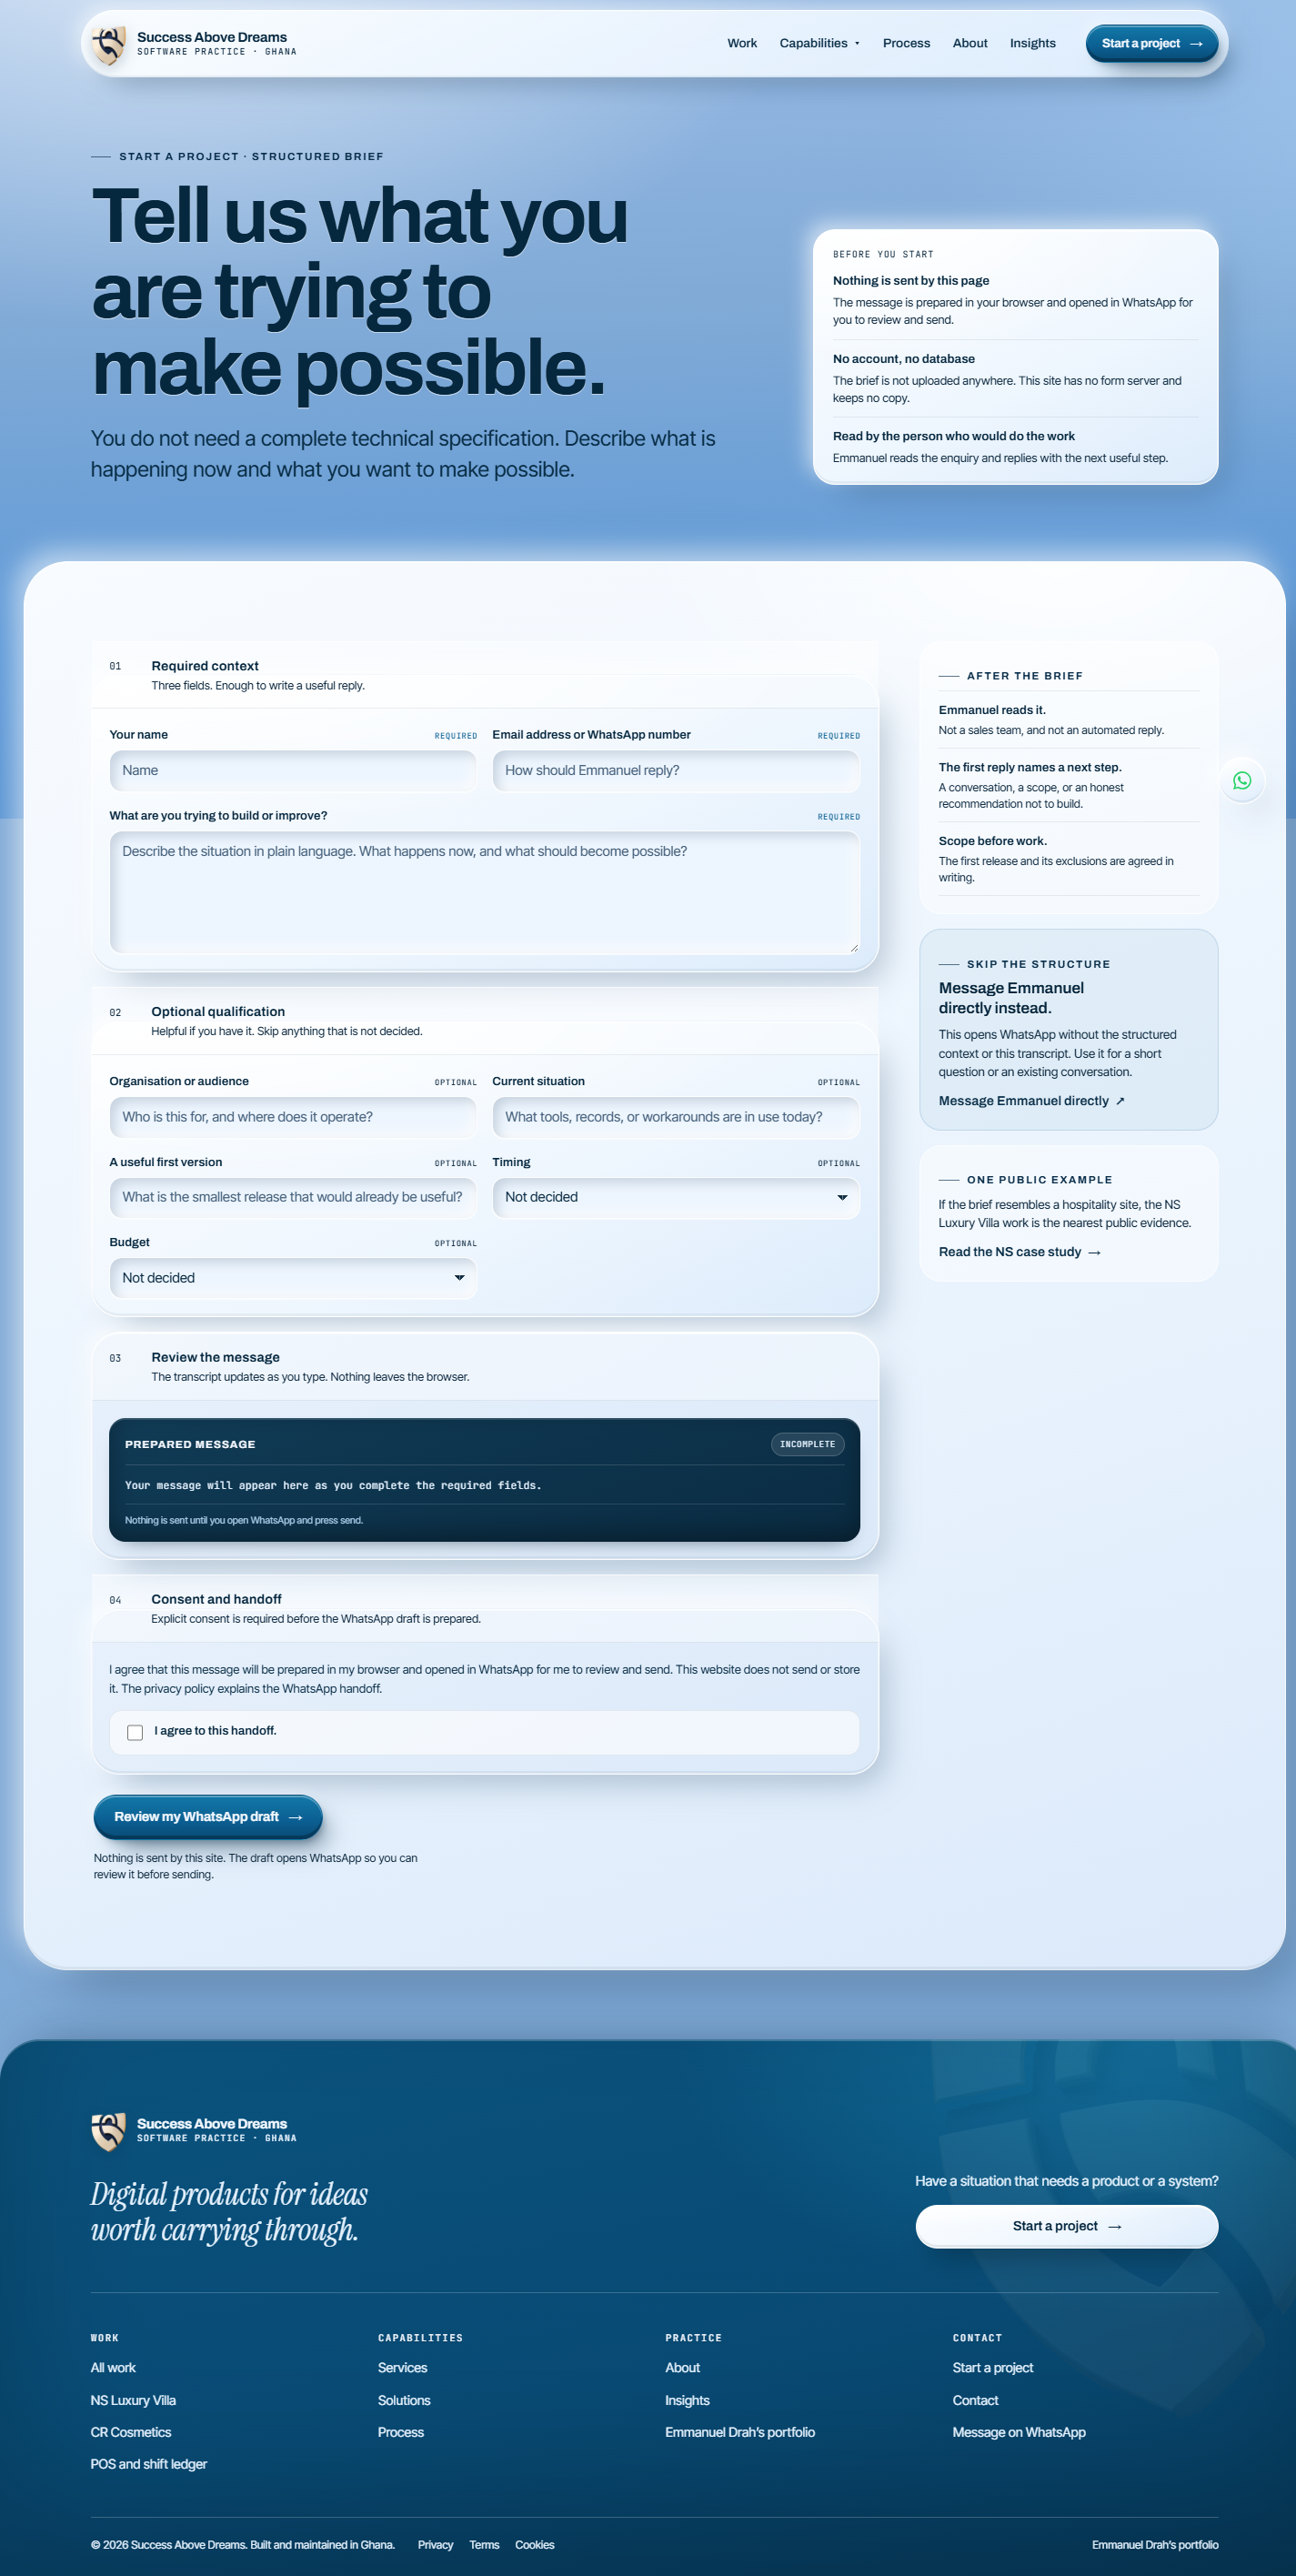 Success Above Dreams
SOFTWARE PRACTICE · GHANA
Work
Capabilities
Process
About
Insights
Start a project →
START A PROJECT · STRUCTURED BRIEF
Tell us what you
are trying to
make possible.
You do not need a complete technical specification. Describe what is
happening now and what you want to make possible.
BEFORE YOU START
Nothing is sent by this page
The message is prepared in your browser and opened in WhatsApp for
you to review and send.
No account, no database
The brief is not uploaded anywhere. This site has no form server and
keeps no copy.
Read by the person who would do the work
Emmanuel reads the enquiry and replies with the next useful step.
01
Required context
Three fields. Enough to write a useful reply.
Your name
REQUIRED
Email address or WhatsApp number
REQUIRED
Name
How should Emmanuel reply?
What are you trying to build or improve?
REQUIRED
Describe the situation in plain language. What happens now, and what should become possible?
02
Optional qualification
Helpful if you have it. Skip anything that is not decided.
Organisation or audience
OPTIONAL
Current situation
OPTIONAL
Who is this for, and where does it operate?
What tools, records, or workarounds are in use today?
A useful first version
OPTIONAL
Timing
OPTIONAL
What is the smallest release that would already be useful?
Not decided
Budget
OPTIONAL
Not decided
03
Review the message
The transcript updates as you type. Nothing leaves the browser.
PREPARED MESSAGE
INCOMPLETE
Your message will appear here as you complete the required fields.
Nothing is sent until you open WhatsApp and press send.
04
Consent and handoff
Explicit consent is required before the WhatsApp draft is prepared.
I agree that this message will be prepared in my browser and opened in WhatsApp for me to review and send. This website does not send or store
it. The privacy policy explains the WhatsApp handoff.
I agree to this handoff.
Review my WhatsApp draft →
Nothing is sent by this site. The draft opens WhatsApp so you can
review it before sending.
AFTER THE BRIEF
Emmanuel reads it.
Not a sales team, and not an automated reply.
The first reply names a next step.
A conversation, a scope, or an honest
recommendation not to build.
Scope before work.
The first release and its exclusions are agreed in
writing.
SKIP THE STRUCTURE
Message Emmanuel
directly instead.
This opens WhatsApp without the structured
context or this transcript. Use it for a short
question or an existing conversation.
Message Emmanuel directly ↗
ONE PUBLIC EXAMPLE
If the brief resembles a hospitality site, the NS
Luxury Villa work is the nearest public evidence.
Read the NS case study →
Success Above Dreams
SOFTWARE PRACTICE · GHANA
Digital products for ideas
worth carrying through.
Have a situation that needs a product or a system?
Start a project →
WORK
All work
NS Luxury Villa
CR Cosmetics
POS and shift ledger
CAPABILITIES
Services
Solutions
Process
PRACTICE
About
Insights
Emmanuel Drah's portfolio
CONTACT
Start a project
Contact
Message on WhatsApp
© 2026 Success Above Dreams. Built and maintained in Ghana.
Privacy
Terms
Cookies
Emmanuel Drah's portfolio